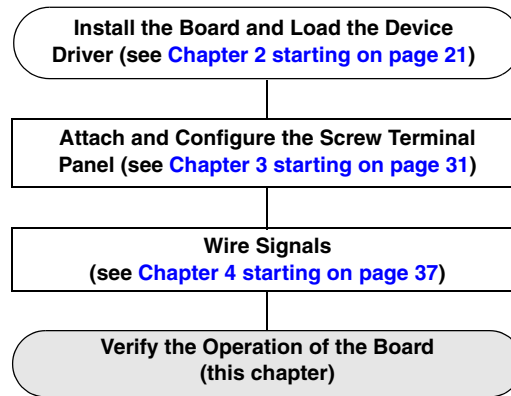 Install the Board and Load the Device
Driver (see Chapter 2 starting on page 21)
Attach and Configure the Screw Terminal
Panel (see Chapter 3 starting on page 31)
Wire Signals
(see Chapter 4 starting on page 37)
Verify the Operation of the Board
(this chapter)